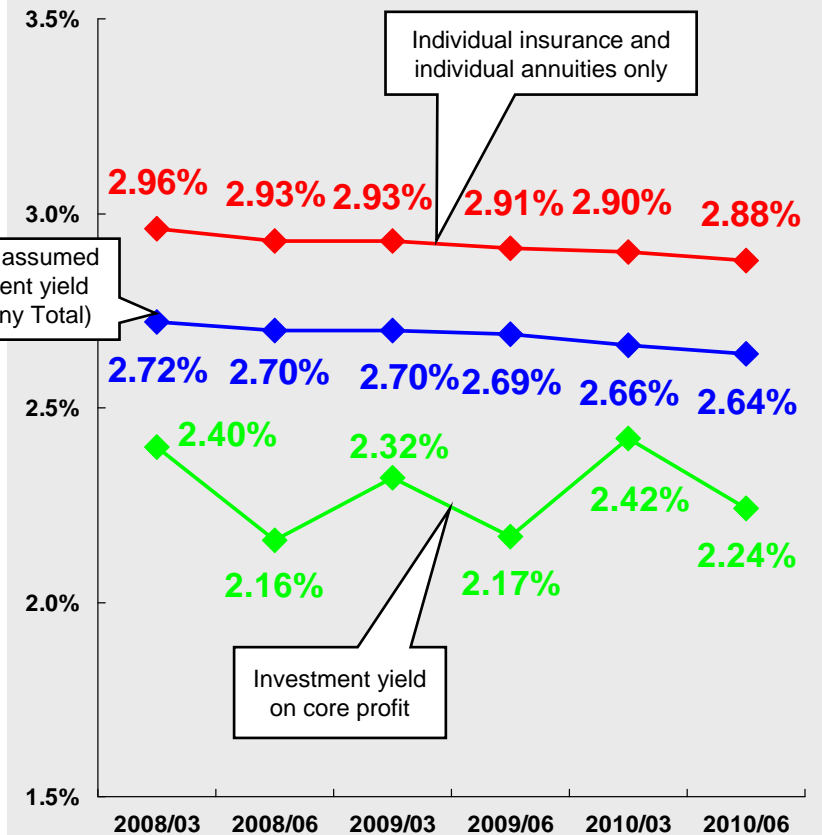 3.5%
Individual insurance and
individual annuities only
2.96% 2.93% 2.93% 2.91% 2.90% 2.88%
3.0%
assumed
yield
Total)
2.72% 2.70% 2.70% 2.69% 2.66% 2.64%
2.5%
2.40% 2.16% 2.32% 2.17% 2.42% 2.24%
2.0%
Investment yield
on core profit
1.5%
2008/03 2008/06 2009/03 2009/06 2010/03 2010/06